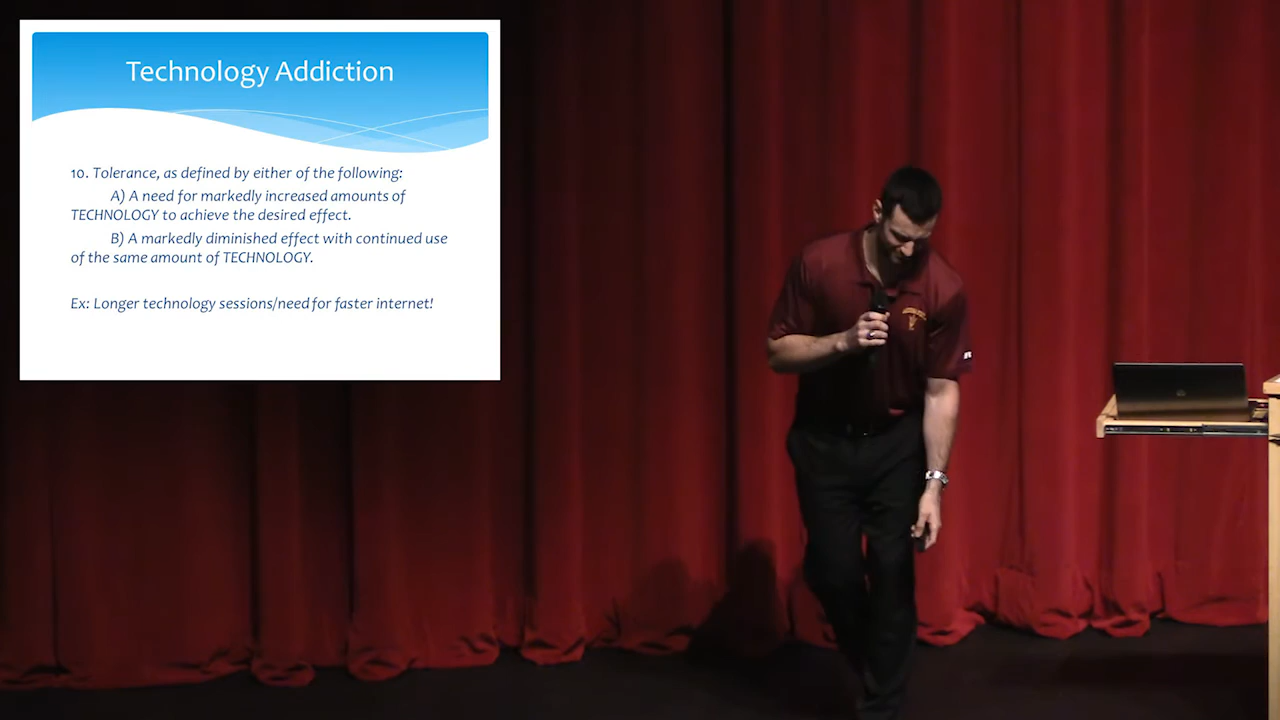 Technology Addiction
10. Tolerance, as defined by either of the following:
A) A need for markedly increased amounts of
TECHNOLOGY to achieve the desired effect.
B) A markedly diminished effect with continued use
of the same amount of TECHNOLOGY.
Ex: Longer technology sessions/need for faster internet!